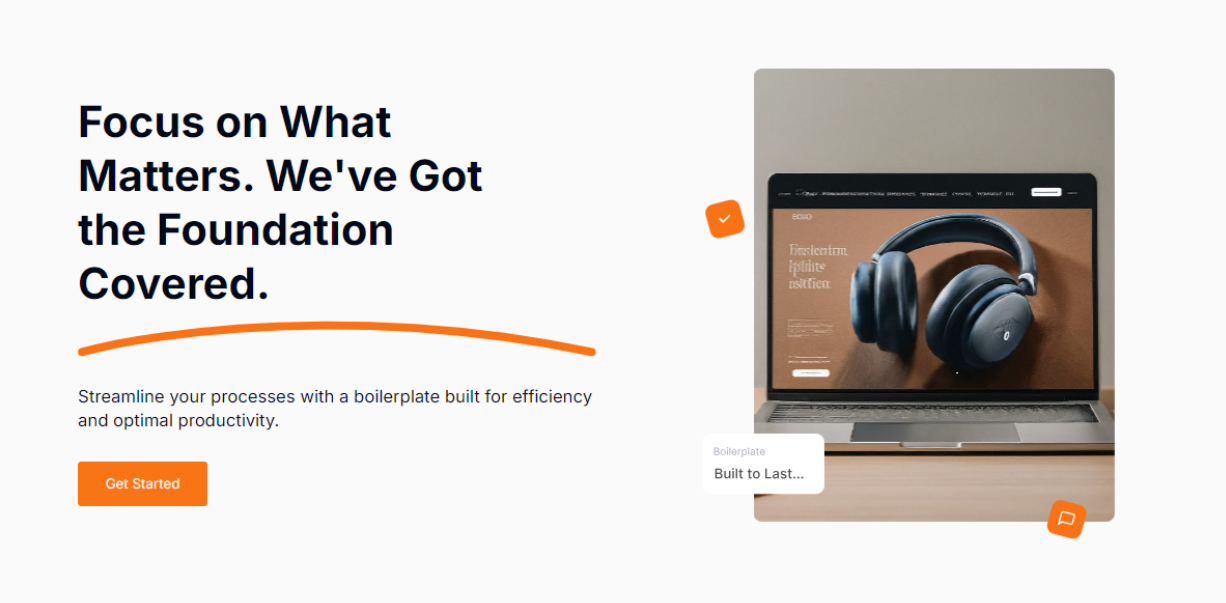 Focus on What
Matters. We've Got
the Foundation
Covered.
Streamline your processes with a boilerplate built for efficiency
and optimal productivity.
Get Started
Boilerplate
Built to Last...